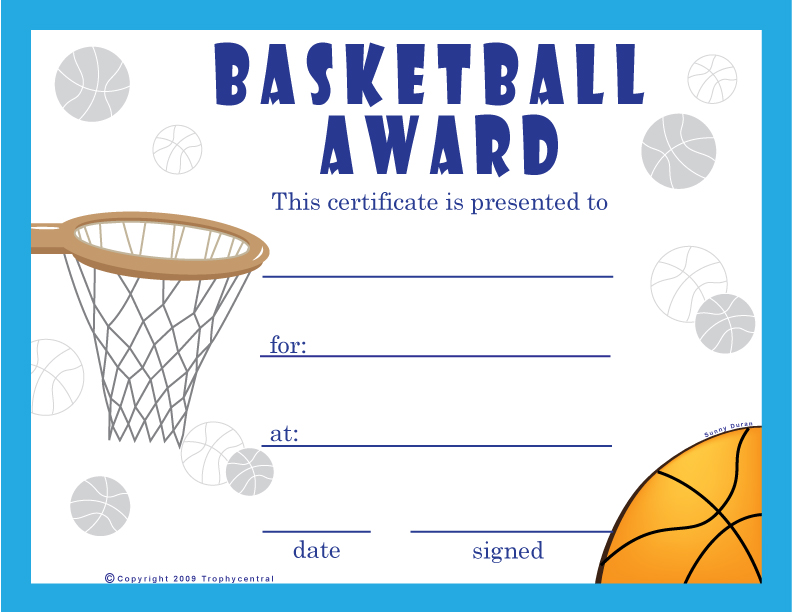 BASKETBALL
AWARD
This certificate is presented to
for:
at:
Sunny Duran
date
signed
©Copyright 2009 Trophycentral